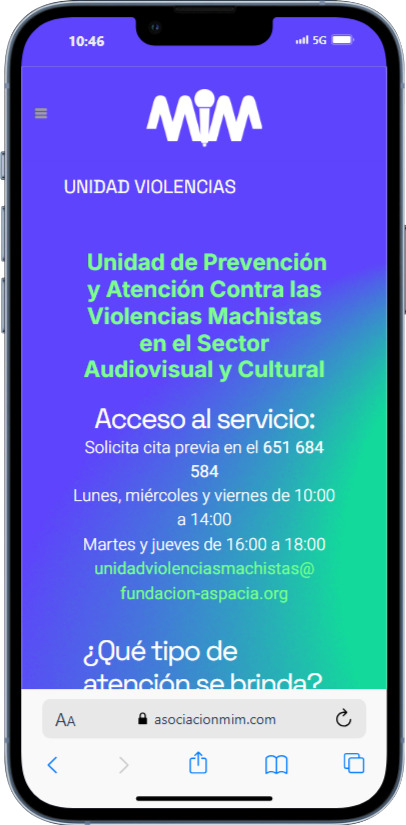 10:46
5G
MiM
UNIDAD VIOLENCIAS
Unidad de Prevención
y Atención Contra las
Violencias Machistas
en el Sector
Audiovisual y Cultural
Acceso al servicio:
Solicita cita previa en el 651 684
584
Lunes, miércoles y viernes de 10:00
a 14:00
Martes y jueves de 16:00 a 18:00
unidadviolenciasmachistas@
fundacion-aspacia.org
¿Qué tipo de
atención se brinda?
AA
asociacionmim.com